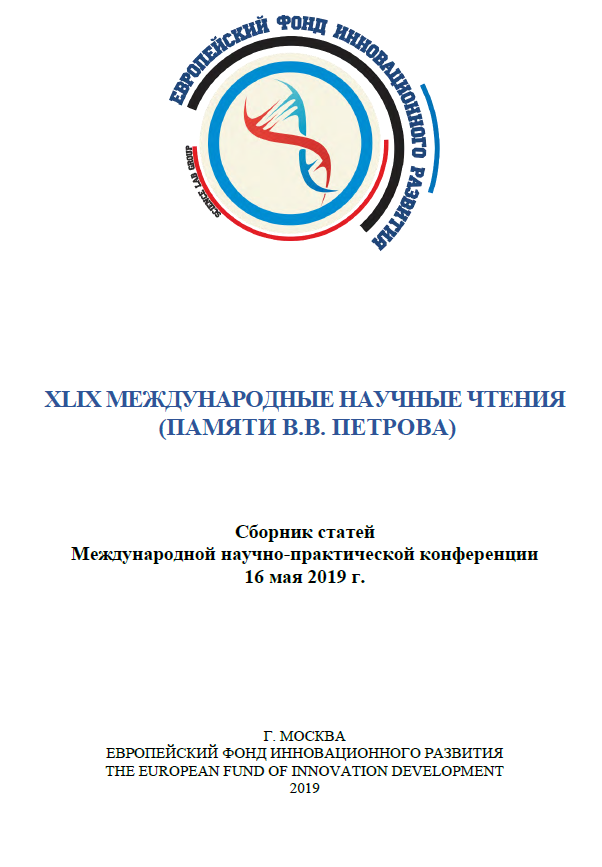 ЕВРОПЕЙСКИЙ ФОНД ИННОВАЦИОННОГО РАЗВИТИЯ
SCIENCE LAB GROUP
XLIX МЕЖДУНАРОДНЫЕ НАУЧНЫЕ ЧТЕНИЯ
(ПАМЯТИ В.В. ПЕТРОВА)
Сборник статей
Международной научно-практической конференции
16 мая 2019 г.
Г. МОСКВА
ЕВРОПЕЙСКИЙ ФОНД ИННОВАЦИОННОГО РАЗВИТИЯ
THE EUROPEAN FUND OF INNOVATION DEVELOPMENT
2019